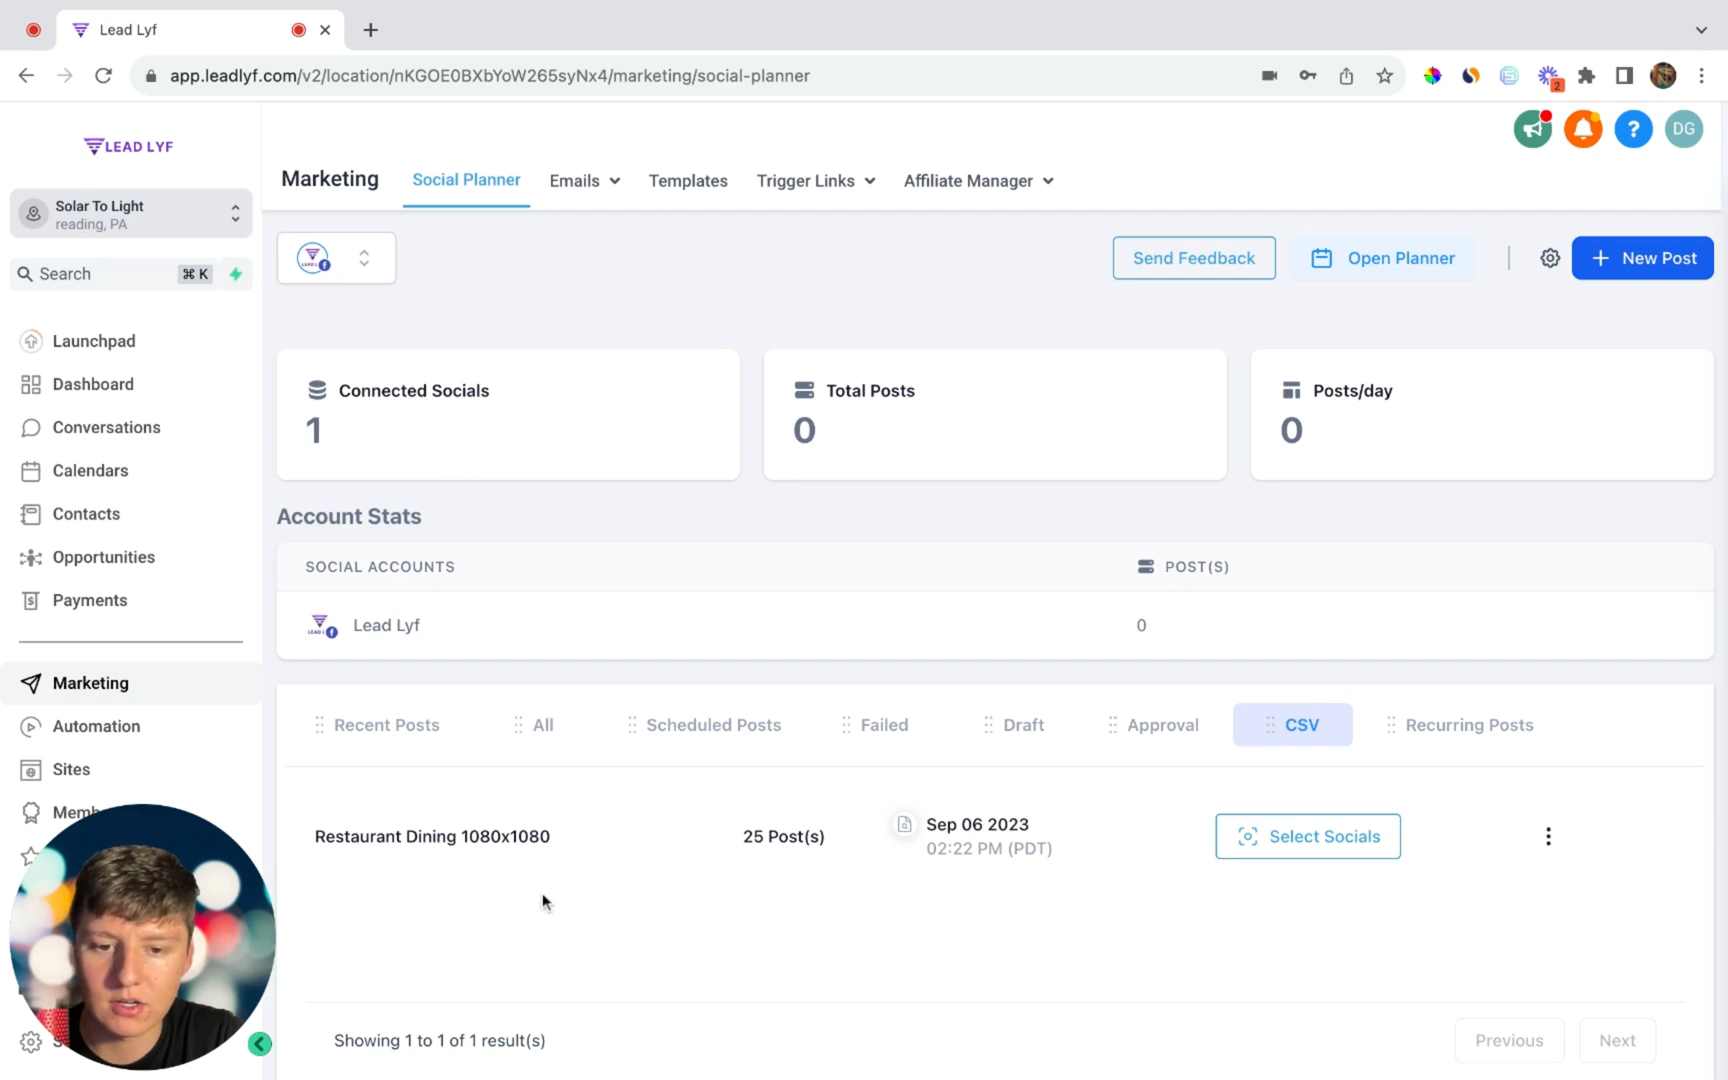 Lead Lyf
app.leadlyf.com/v2/location/nKGOE0BXbYoW265syNx4/marketing/social-planner
2
LEAD LYF
Solar To Light
reading, PA
Search
⌘ K
Launchpad
Dashboard
Conversations
Calendars
Contacts
Opportunities
Payments
Marketing
Automation
Sites
DG
Marketing
Social Planner
Emails
Templates
Trigger Links
Affiliate Manager
Send Feedback
Open Planner
+ New Post
Connected Socials
1
Total Posts
0
Posts/day
0
Account Stats
SOCIAL ACCOUNTS
POST(S)
Lead Lyf
0
Recent Posts
All
Scheduled Posts
Failed
Draft
Approval
CSV
Recurring Posts
Restaurant Dining 1080x1080
25 Post(s)
Sep 06 2023
02:22 PM (PDT)
Select Socials
Showing 1 to 1 of 1 result(s)
Previous
Next